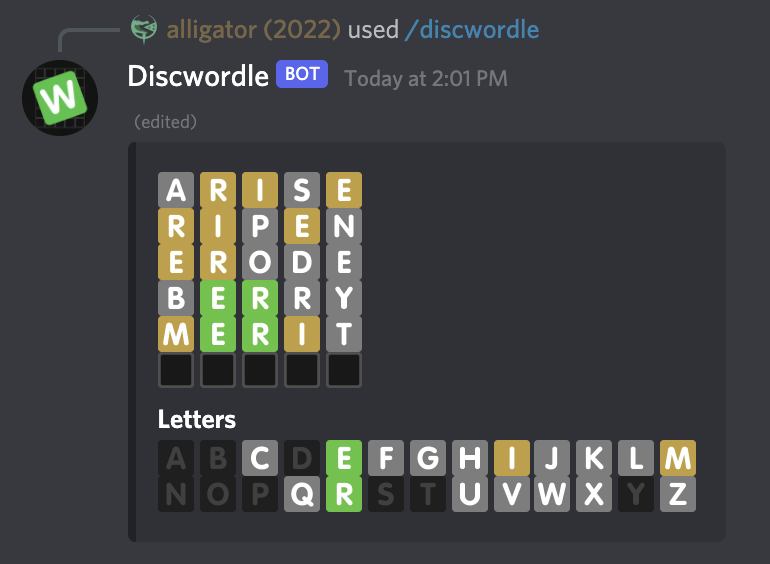 alligator (2022) used /discwordle
W
Discwordle BOT Today at 2:01 PM
(edited)
A R I S E
R I P E N
E R O D E
B E R R Y
M E R I T
Letters
A B C D E F G H I J K L M
N O P Q R S T U V W X Y Z